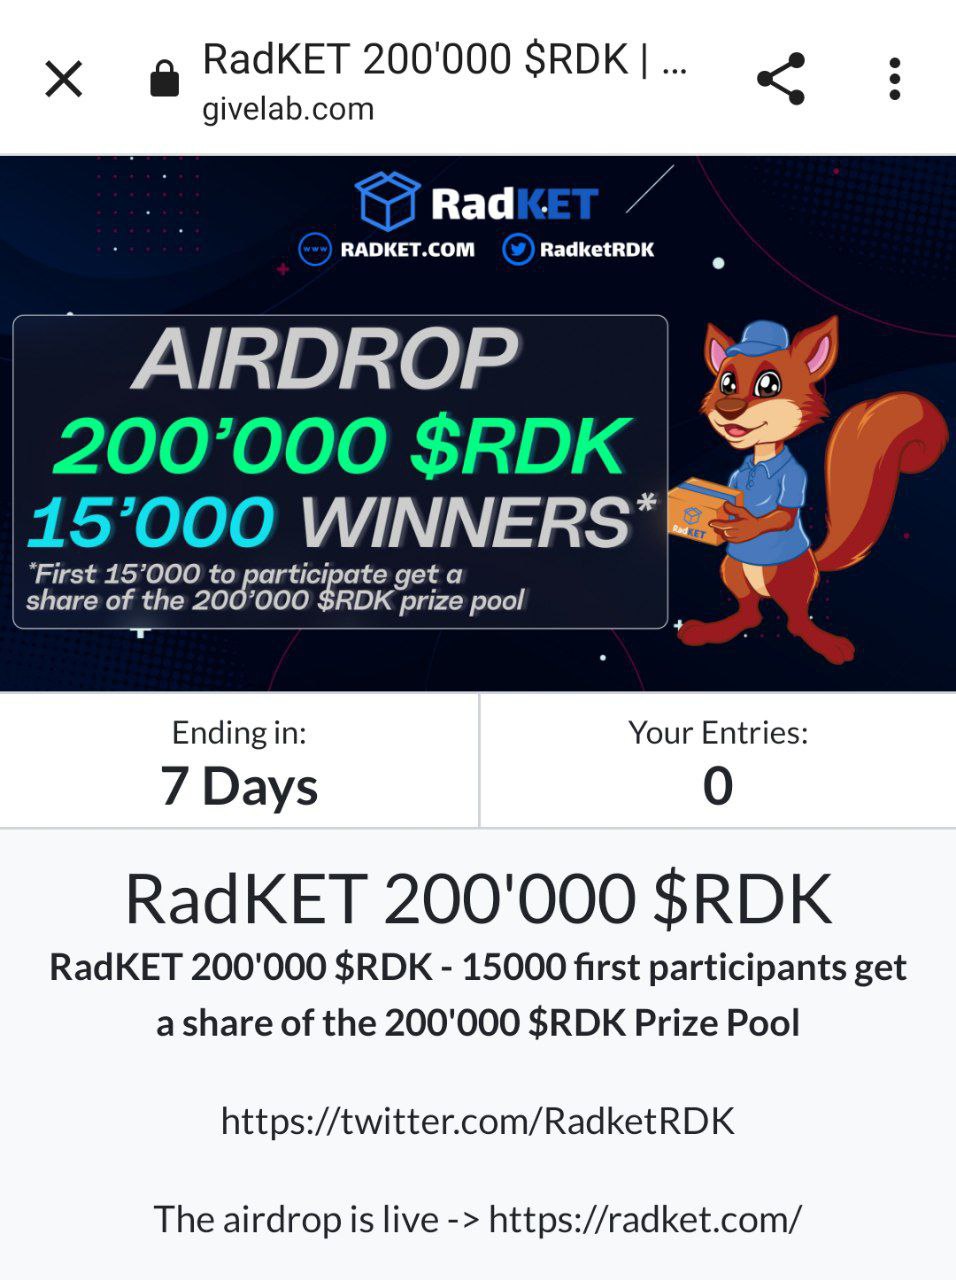 RadKET 200'000 $RDK | ...
givelab.com
RadKET
www RADKET.COM RadketRDK
AIRDROP
200'000 $RDK
15'000 WINNERS*
*First 15'000 to participate get a
share of the 200'000 $RDK prize pool
RadKET
Ending in:
7 Days
Your Entries:
0
RadKET 200'000 $RDK
RadKET 200'000 $RDK - 15000 first participants get
a share of the 200'000 $RDK Prize Pool
https://twitter.com/RadketRDK
The airdrop is live -> https://radket.com/